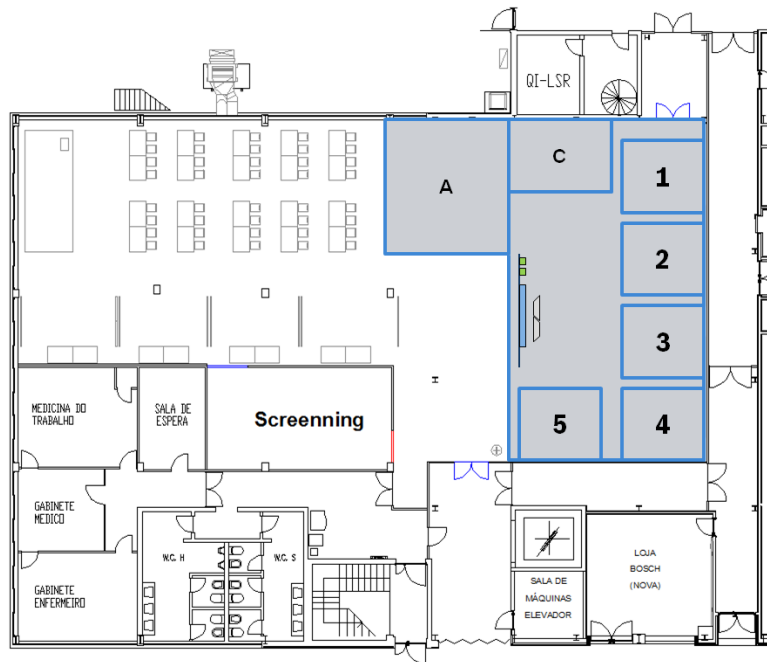 QI-LSR
A
C
1
2
3
4
5
Screenning
MEDICINA DO
TRABALHO
SALA DE
ESPERA
GABINETE
MEDICO
GABINETE
ENFERMEIRO
W.C. H
W.C. S
SALA DE
MÁQUINAS
ELEVADOR
LOJA
BOSCH
(NOVA)